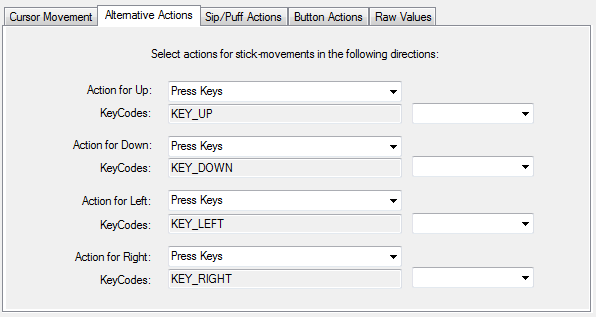 Cursor Movement Alternative Actions Sip/Puff Actions Button Actions Raw Values
Select actions for stick-movements in the following directions:
Action for Up: Press Keys
KeyCodes: KEY_UP
Action for Down: Press Keys
KeyCodes: KEY_DOWN
Action for Left: Press Keys
KeyCodes: KEY_LEFT
Action for Right: Press Keys
KeyCodes: KEY_RIGHT